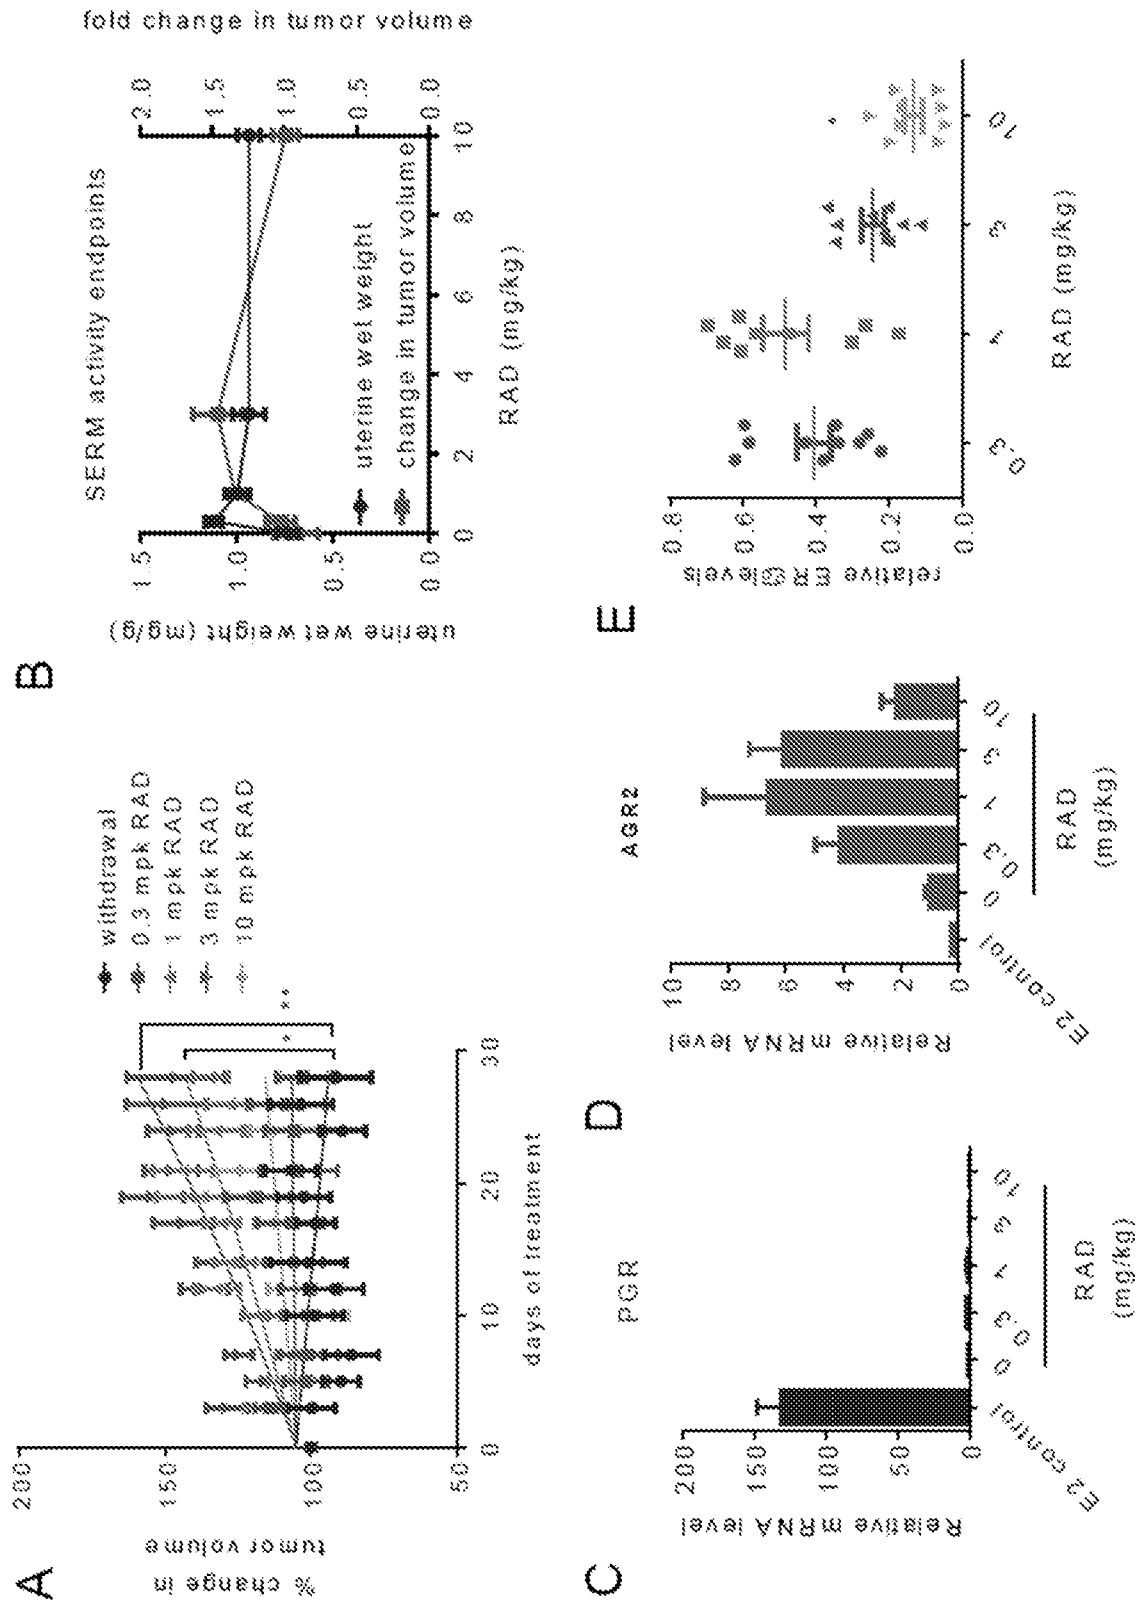 A
% change in
tumor volume
200
150
100
50
0
10
20
30
days of treatment
*
**
withdrawal
0.3 mpk RAD
1 mpk RAD
3 mpk RAD
10 mpk RAD
B
SERM activity endpoints
uterine wet weight (mg/g)
1.5
1.0
0.5
0.0
fold change in tumor volume
2.0
1.5
1.0
0.5
0.0
0
2
4
6
8
10
RAD (mg/kg)
uterine wet weight
change in tumor volume
C
PGR
Relative mRNA level
200
150
100
50
0
E2 control
0
0.3
1
3
10
RAD
(mg/kg)
D
AGR2
Relative mRNA level
10
8
6
4
2
0
E2 control
0
0.3
1
3
10
RAD
(mg/kg)
E
relative ER levels
0.8
0.6
0.4
0.2
0.0
0.3
1
3
10
RAD (mg/kg)